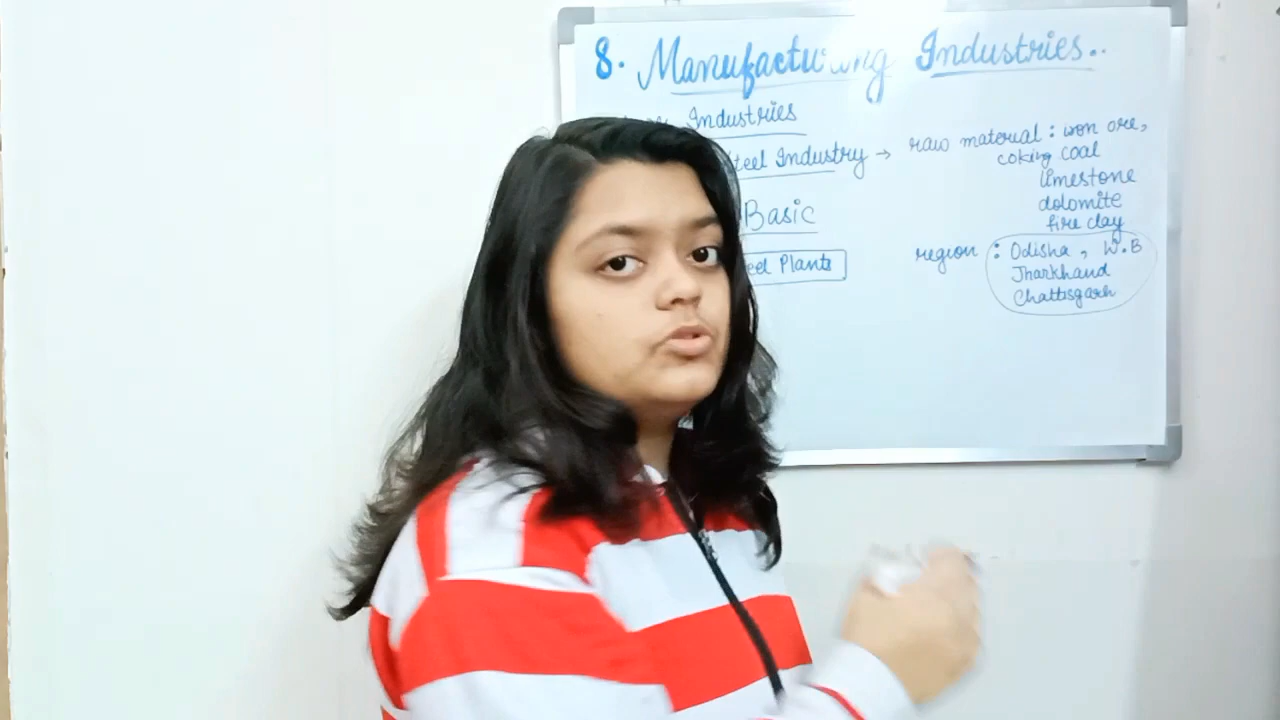 8. Manufacturing Industries..
Industries
Steel Industry → raw material : iron ore,
coking coal
limestone
dolomite
fire clay
Basic
region : Odisha, W.B
Jharkhand
Chattisgarh
Plants